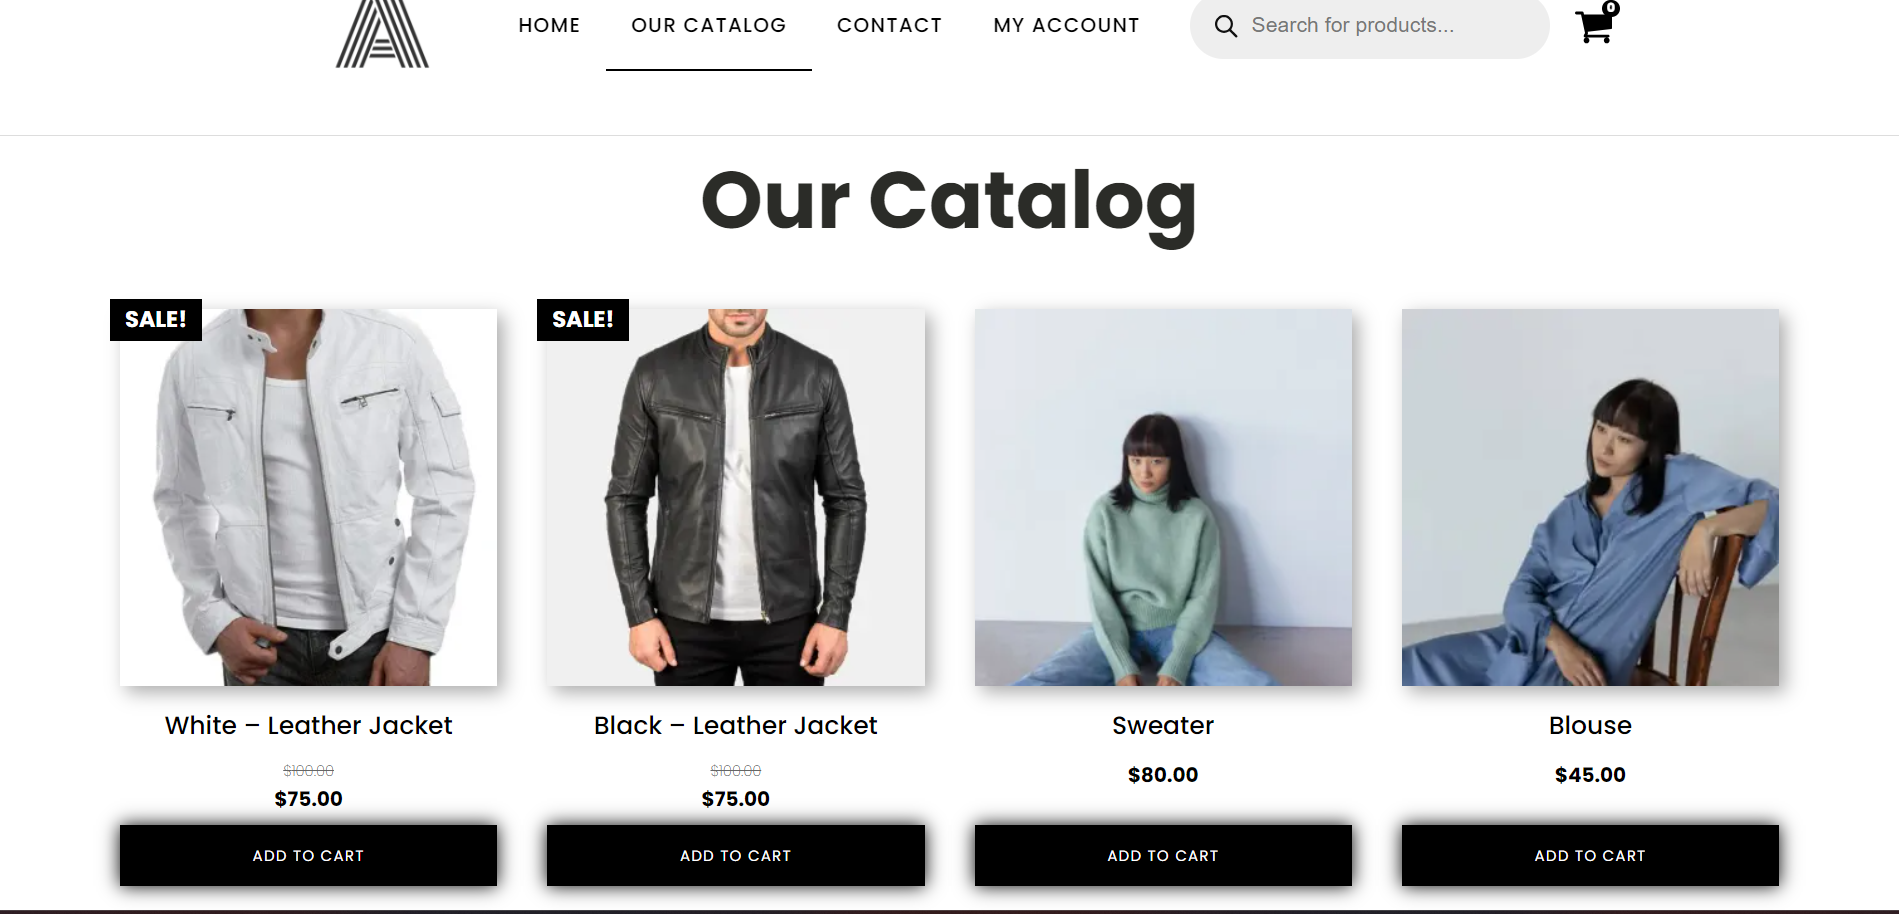 HOME
OUR CATALOG
CONTACT
MY ACCOUNT
Search for products...
0
Our Catalog
SALE!
SALE!
White – Leather Jacket
Black – Leather Jacket
Sweater
Blouse
$100.00
$100.00
$80.00
$45.00
$75.00
$75.00
ADD TO CART
ADD TO CART
ADD TO CART
ADD TO CART